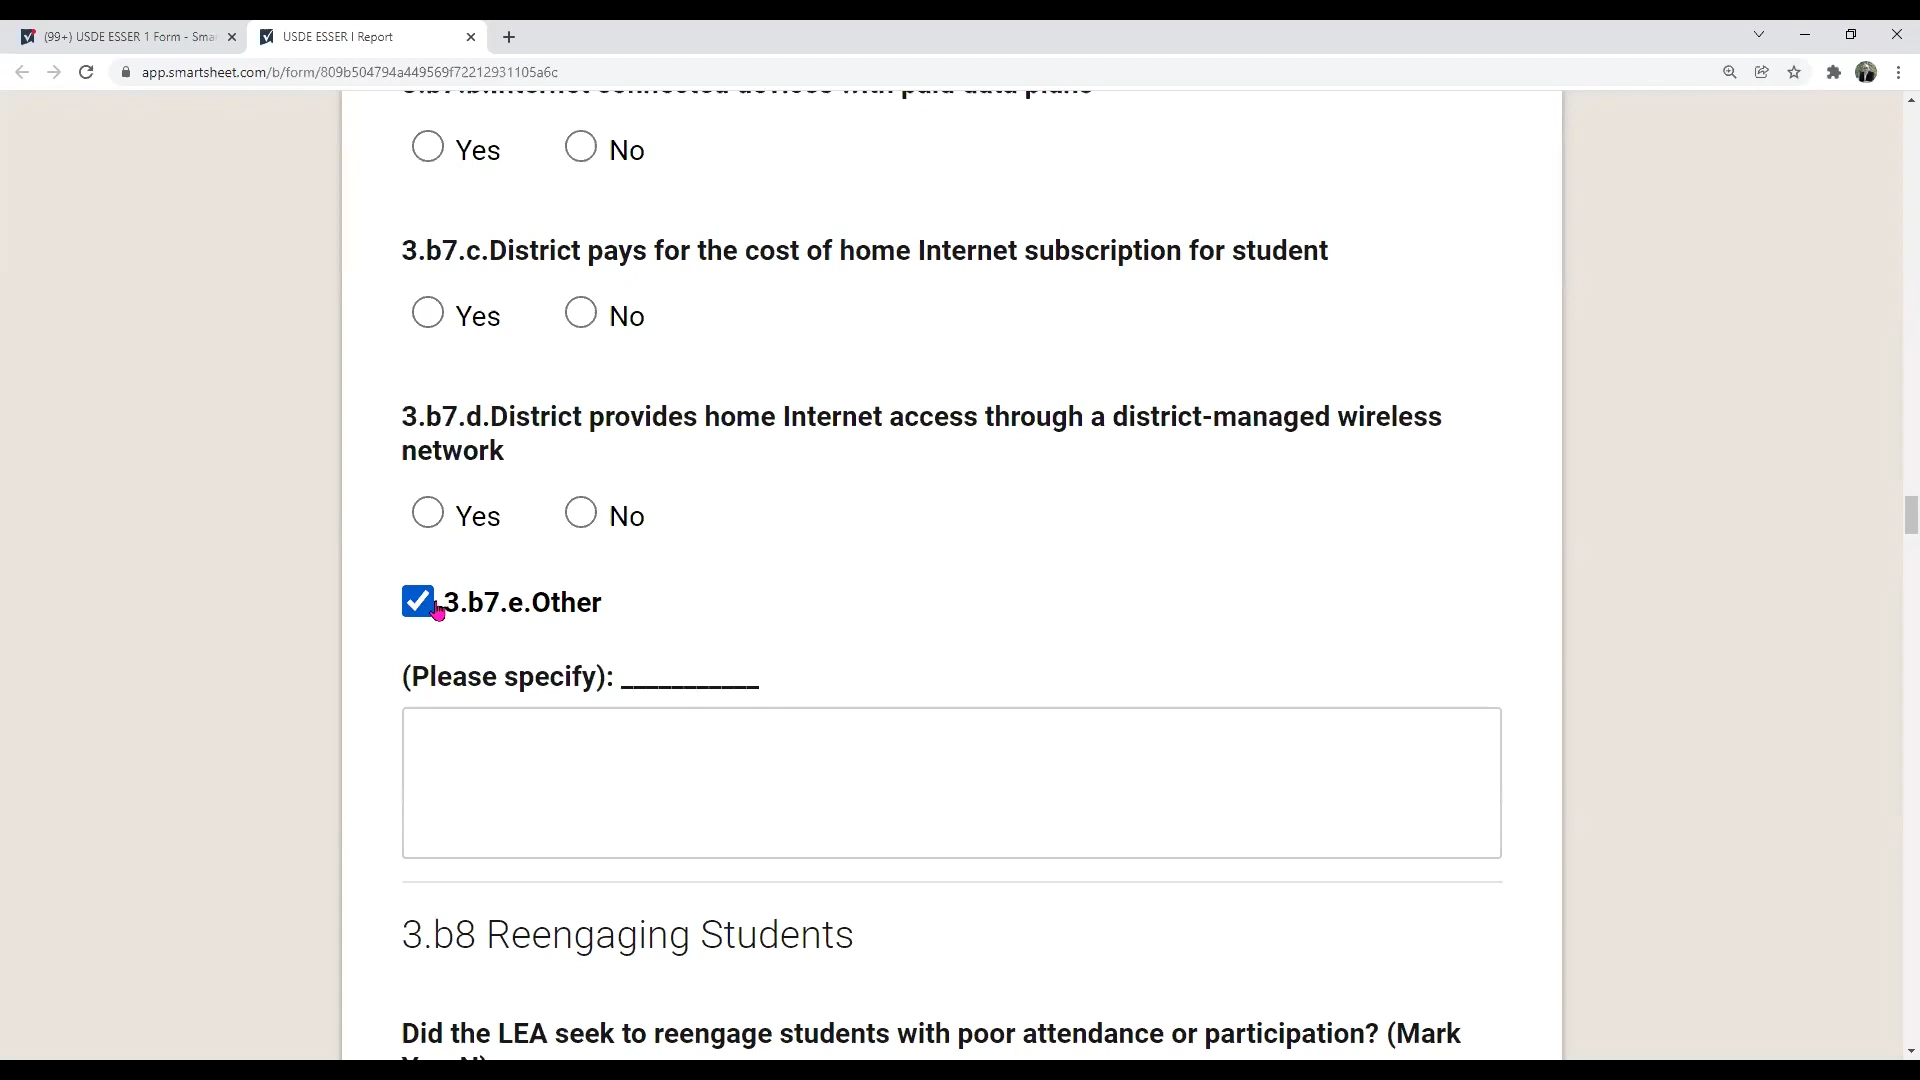 (99+) USDE ESSER 1 Form - Sma
USDE ESSER I Report
app.smartsheet.com/b/form/809b504794a449569f72212931105a6c
Yes No
3.b7.c.District pays for the cost of home Internet subscription for student
Yes No
3.b7.d.District provides home Internet access through a district-managed wireless
network
Yes No
3.b7.e.Other
(Please specify): ___________
3.b8 Reengaging Students
Did the LEA seek to reengage students with poor attendance or participation? (Mark